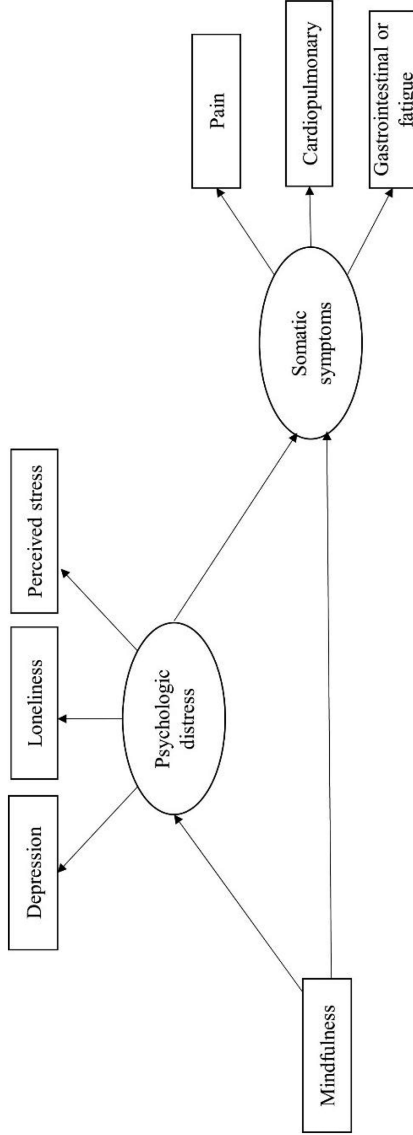 Depression
Loneliness
Perceived stress
Psychologic
distress
Mindfulness
Somatic
symptoms
Pain
Cardiopulmonary
Gastrointestinal or
fatigue